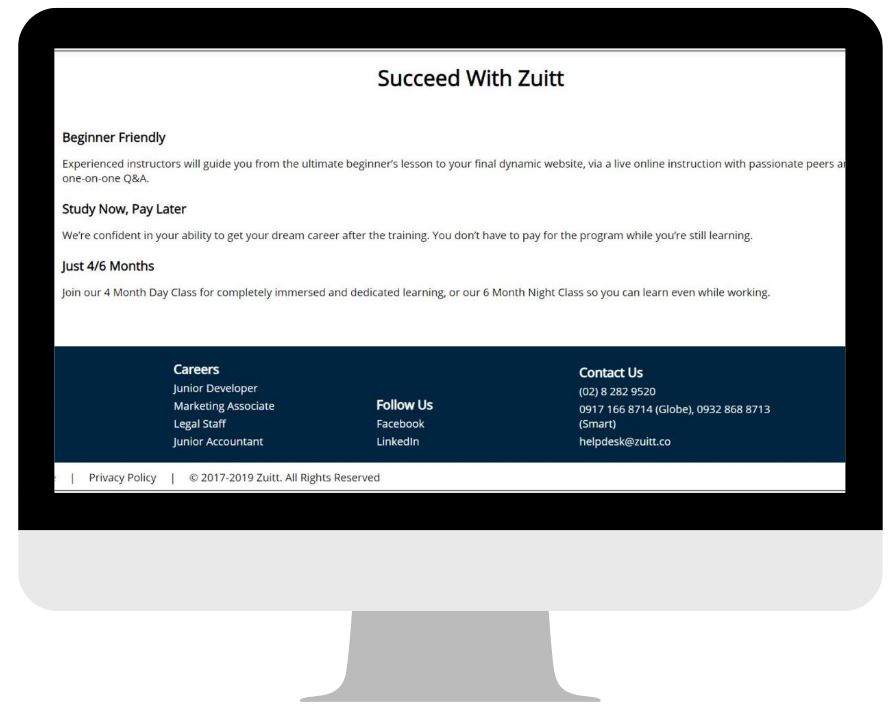 Succeed With Zuitt
Beginner Friendly
Experienced instructors will guide you from the ultimate beginner's lesson to your final dynamic website, via a live online instruction with passionate peers
one-on-one Q&A.
Study Now, Pay Later
We're confident in your ability to get your dream career after the training. You don't have to pay for the program while you're still learning.
Just 4/6 Months
Join our 4 Month Day Class for completely immersed and dedicated learning, or our 6 Month Night Class so you can learn even while working.
Careers
Junior Developer
Marketing Associate
Legal Staff
Junior Accountant
Follow Us
Facebook
LinkedIn
Contact Us
(02) 8 282 9520
0917 166 8714 (Globe), 0932 868 8713
(Smart)
helpdesk@zuitt.co
| Privacy Policy | © 2017-2019 Zuitt. All Rights Reserved